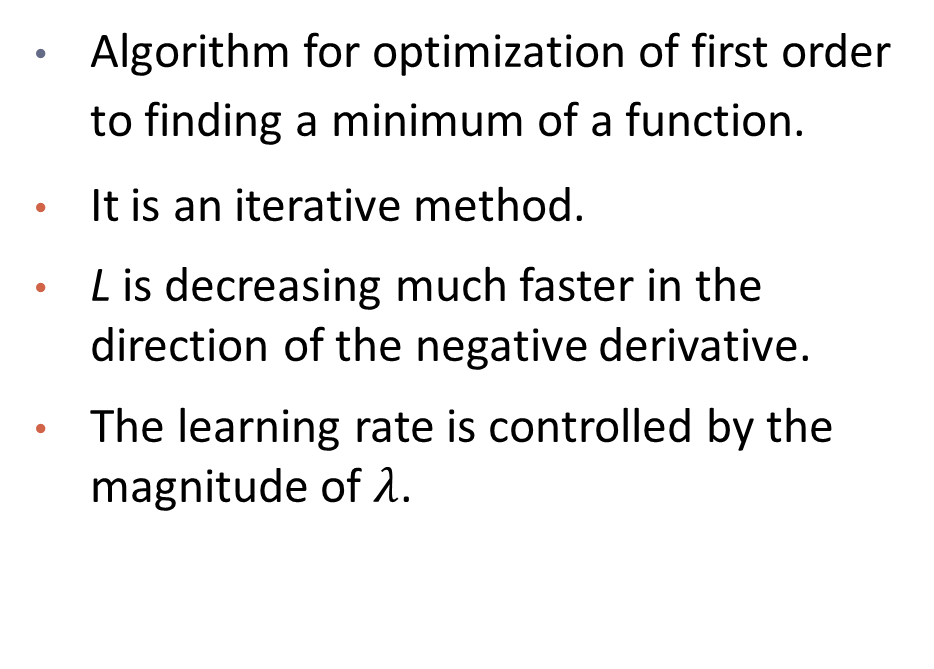 • Algorithm for optimization of first order
to finding a minimum of a function.
• It is an iterative method.
• L is decreasing much faster in the
direction of the negative derivative.
• The learning rate is controlled by the
magnitude of λ.